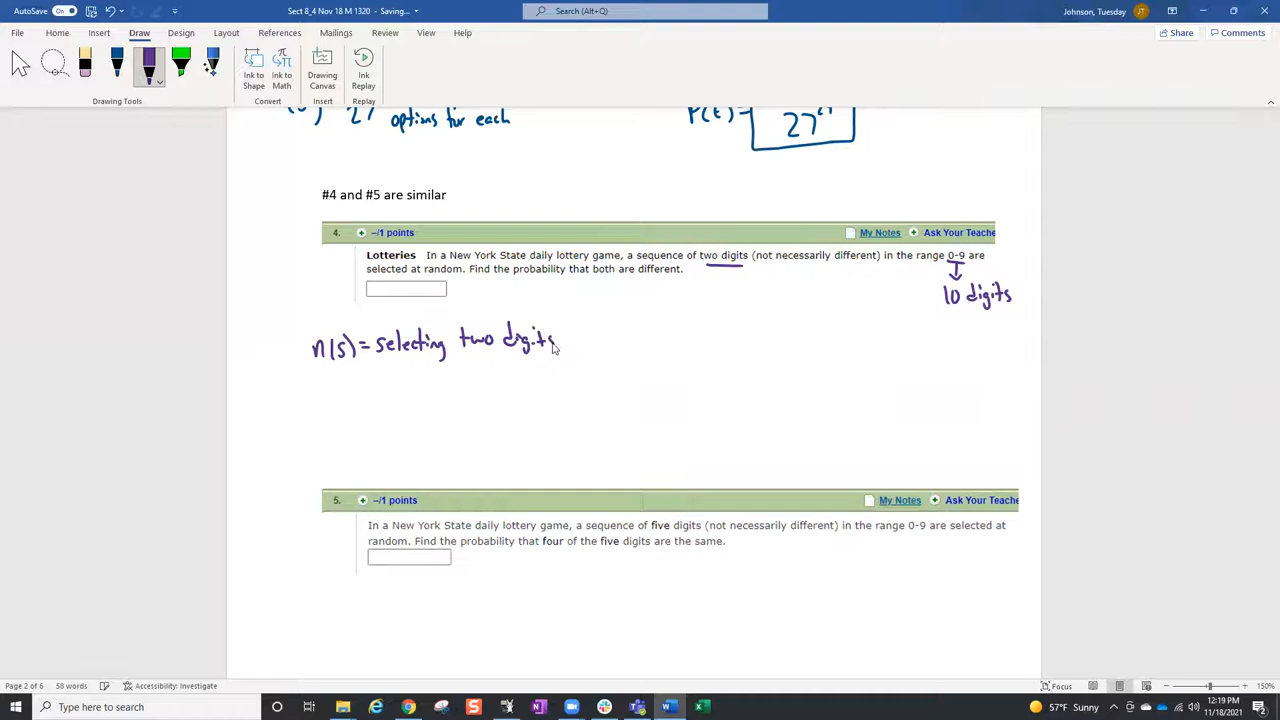 AutoSave On
Sect 8_4 Nov 18 M 1320 - Saving...
Search (Alt+Q)
Johnson, Tuesday JT
File Home Insert Draw Design Layout References Mailings Review View Help
Share Comments
Ink to Shape
Ink to Math
Drawing Canvas
Ink Replay
Drawing Tools Convert Insert Replay
27 options for each
P(E) = 27
#4 and #5 are similar
4. –/1 points My Notes Ask Your Teache
Lotteries In a New York State daily lottery game, a sequence of two digits (not necessarily different) in the range 0-9 are
selected at random. Find the probability that both are different.
10 digits
n(s) = selecting two digits
5. –/1 points My Notes Ask Your Teache
In a New York State daily lottery game, a sequence of five digits (not necessarily different) in the range 0-9 are selected at
random. Find the probability that four of the five digits are the same.
Page 2 of 6 58 words Accessibility: Investigate Focus 150%
Type here to search
57°F Sunny
12:19 PM
11/18/2021